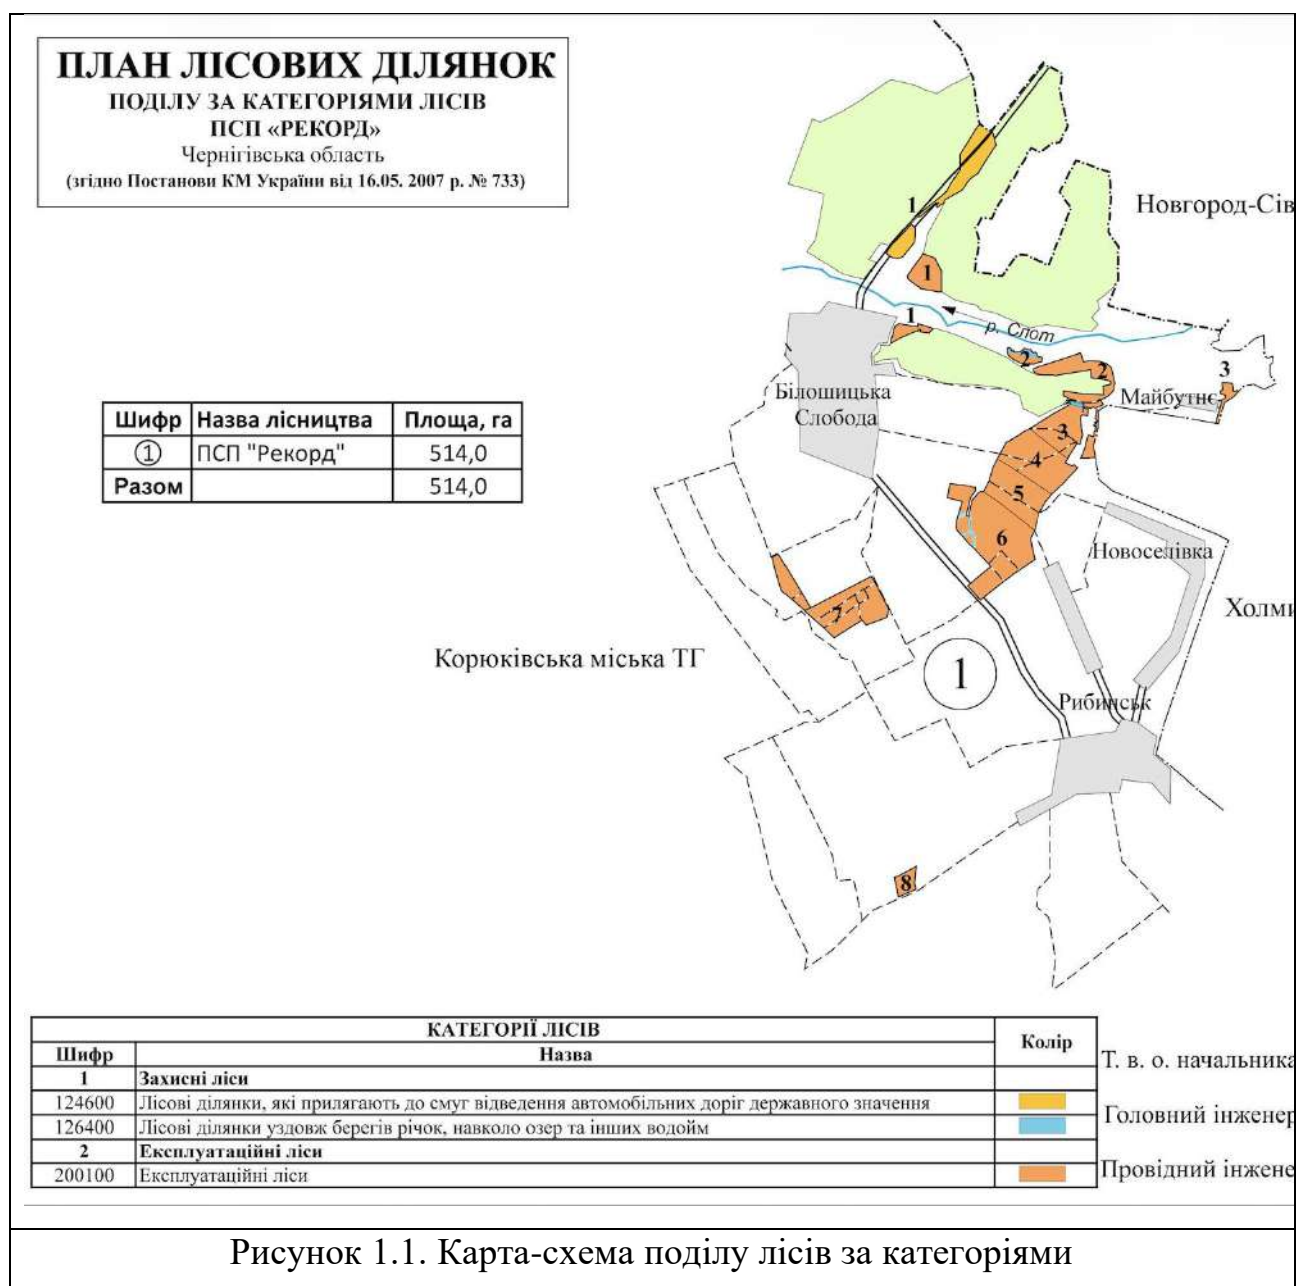 ПЛАН ЛІСОВИХ ДІЛЯНОК
ПОДІЛУ ЗА КАТЕГОРІЯМИ ЛІСІВ
ПСП «РЕКОРД»
Чернігівська область
(згідно Постанови КМ України від 16.05. 2007 р. № 733)
Новгород-Сів
1
1
1
р. Слот
2
2
3
Білошицька
Слобода
Майбутнє
3
3
4
5
6
Новоселівка
Шифр Назва лісництва Площа, га
1 ПСП "Рекорд" 514,0
Разом 514,0
7
Холми
Корюківська міська ТГ
1
Рибинськ
8
КАТЕГОРІЇ ЛІСІВ Колір
Шифр Назва
1 Захисні ліси
124600 Лісові ділянки, які прилягають до смуг відведення автомобільних доріг державного значення
126400 Лісові ділянки уздовж берегів річок, навколо озер та інших водойм
2 Експлуатаційні ліси
200100 Експлуатаційні ліси
Т. в. о. начальника
Головний інженер
Провідний інжене
Рисунок 1.1. Карта-схема поділу лісів за категоріями